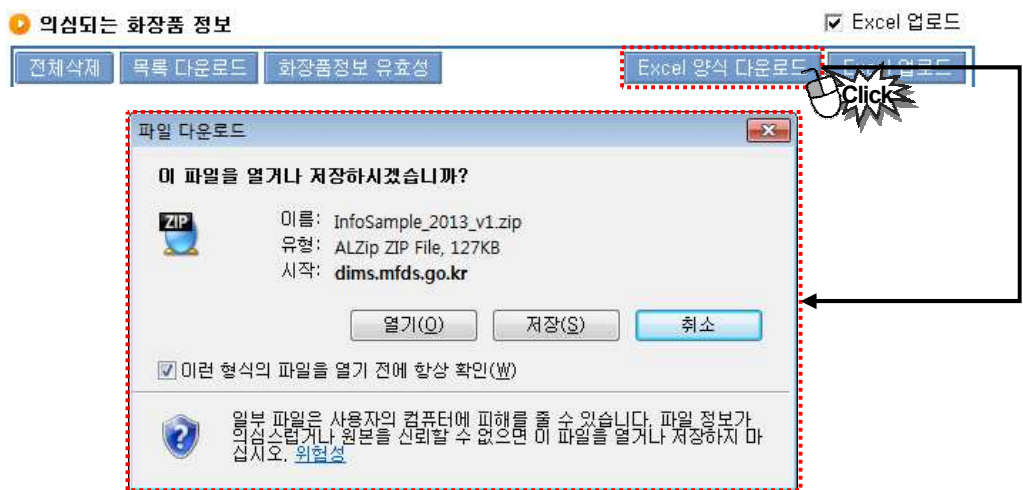 의심되는 화장품 정보
Excel 업로드
전체삭제 목록 다운로드 화장품정보 유효성 Excel 양식 다운로드 Excel 업로드
Click
파일 다운로드
이 파일을 열거나 저장하시겠습니까?
ZIP
이름: InfoSample_2013_v1.zip
유형: ALZip ZIP File, 127KB
시작: dims.mfds.go.kr
열기(O) 저장(S) 취소
이런 형식의 파일을 열기 전에 항상 확인(W)
일부 파일은 사용자의 컴퓨터에 피해를 줄 수 있습니다. 파일 정보가
의심스럽거나 원본을 신뢰할 수 없으면 이 파일을 열거나 저장하지 마
십시오. 위험성